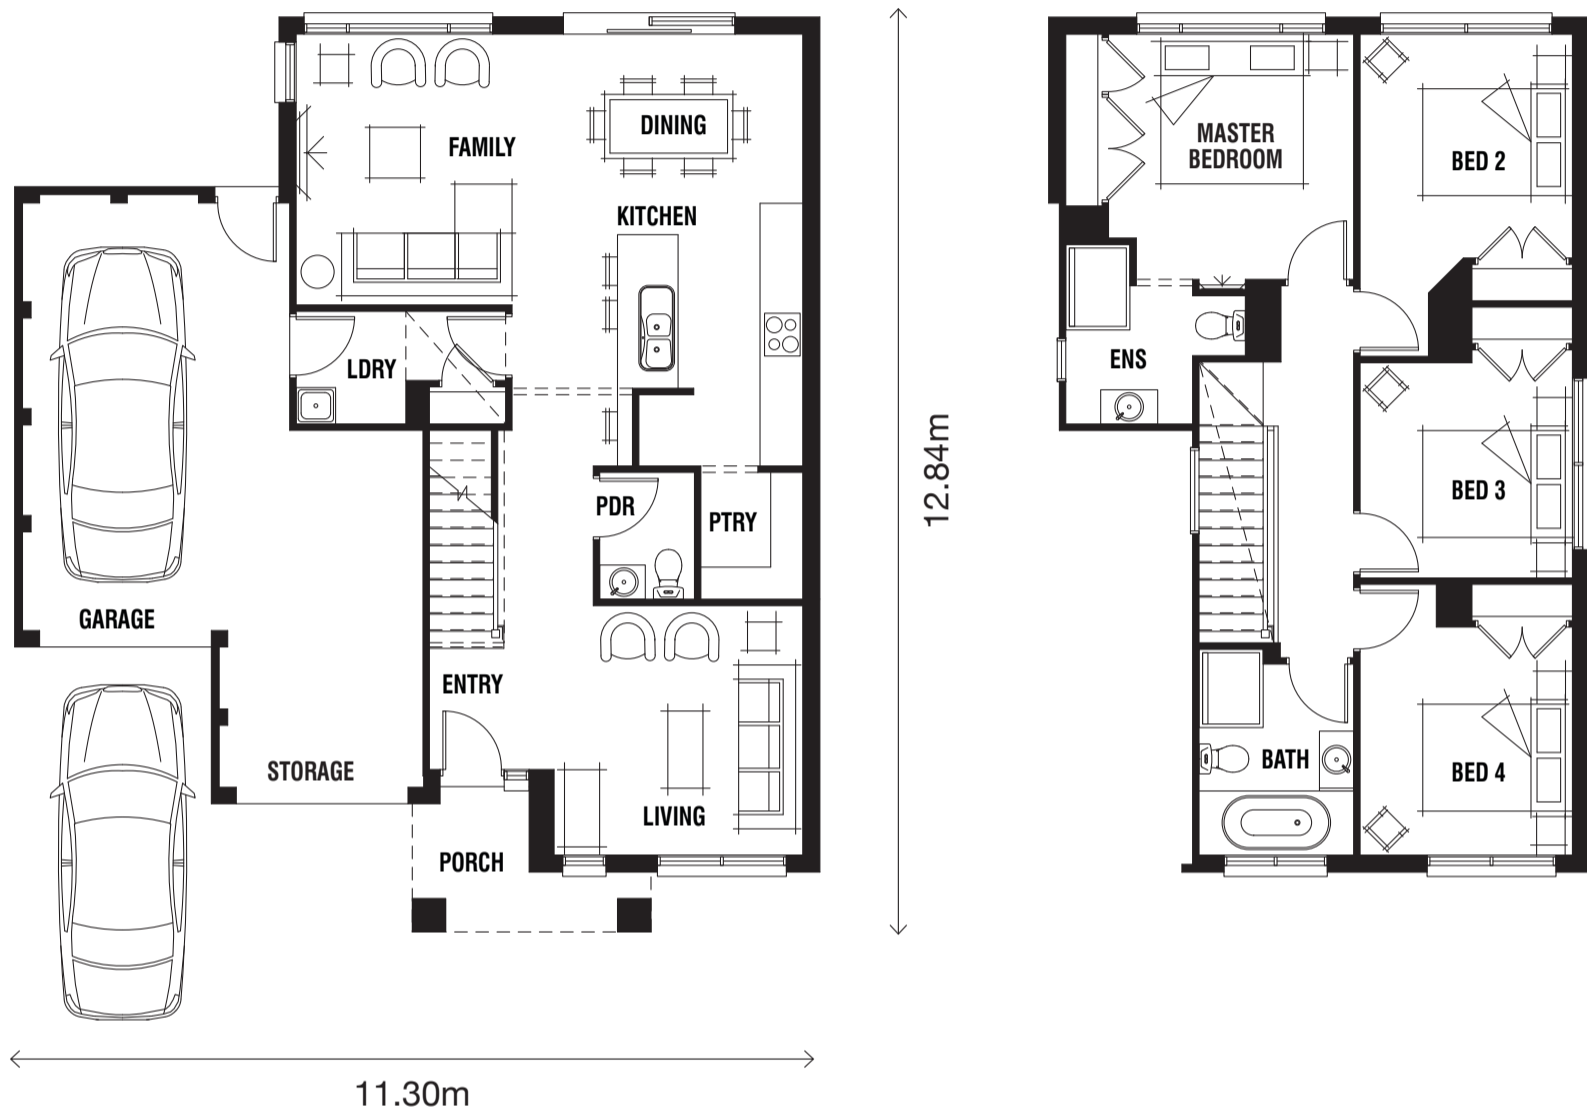 FAMILY
DINING
KITCHEN
LDRY
PDR
PTRY
GARAGE
ENTRY
STORAGE
LIVING
PORCH
12.84m
11.30m
MASTER
BEDROOM
BED 2
ENS
BED 3
BATH
BED 4